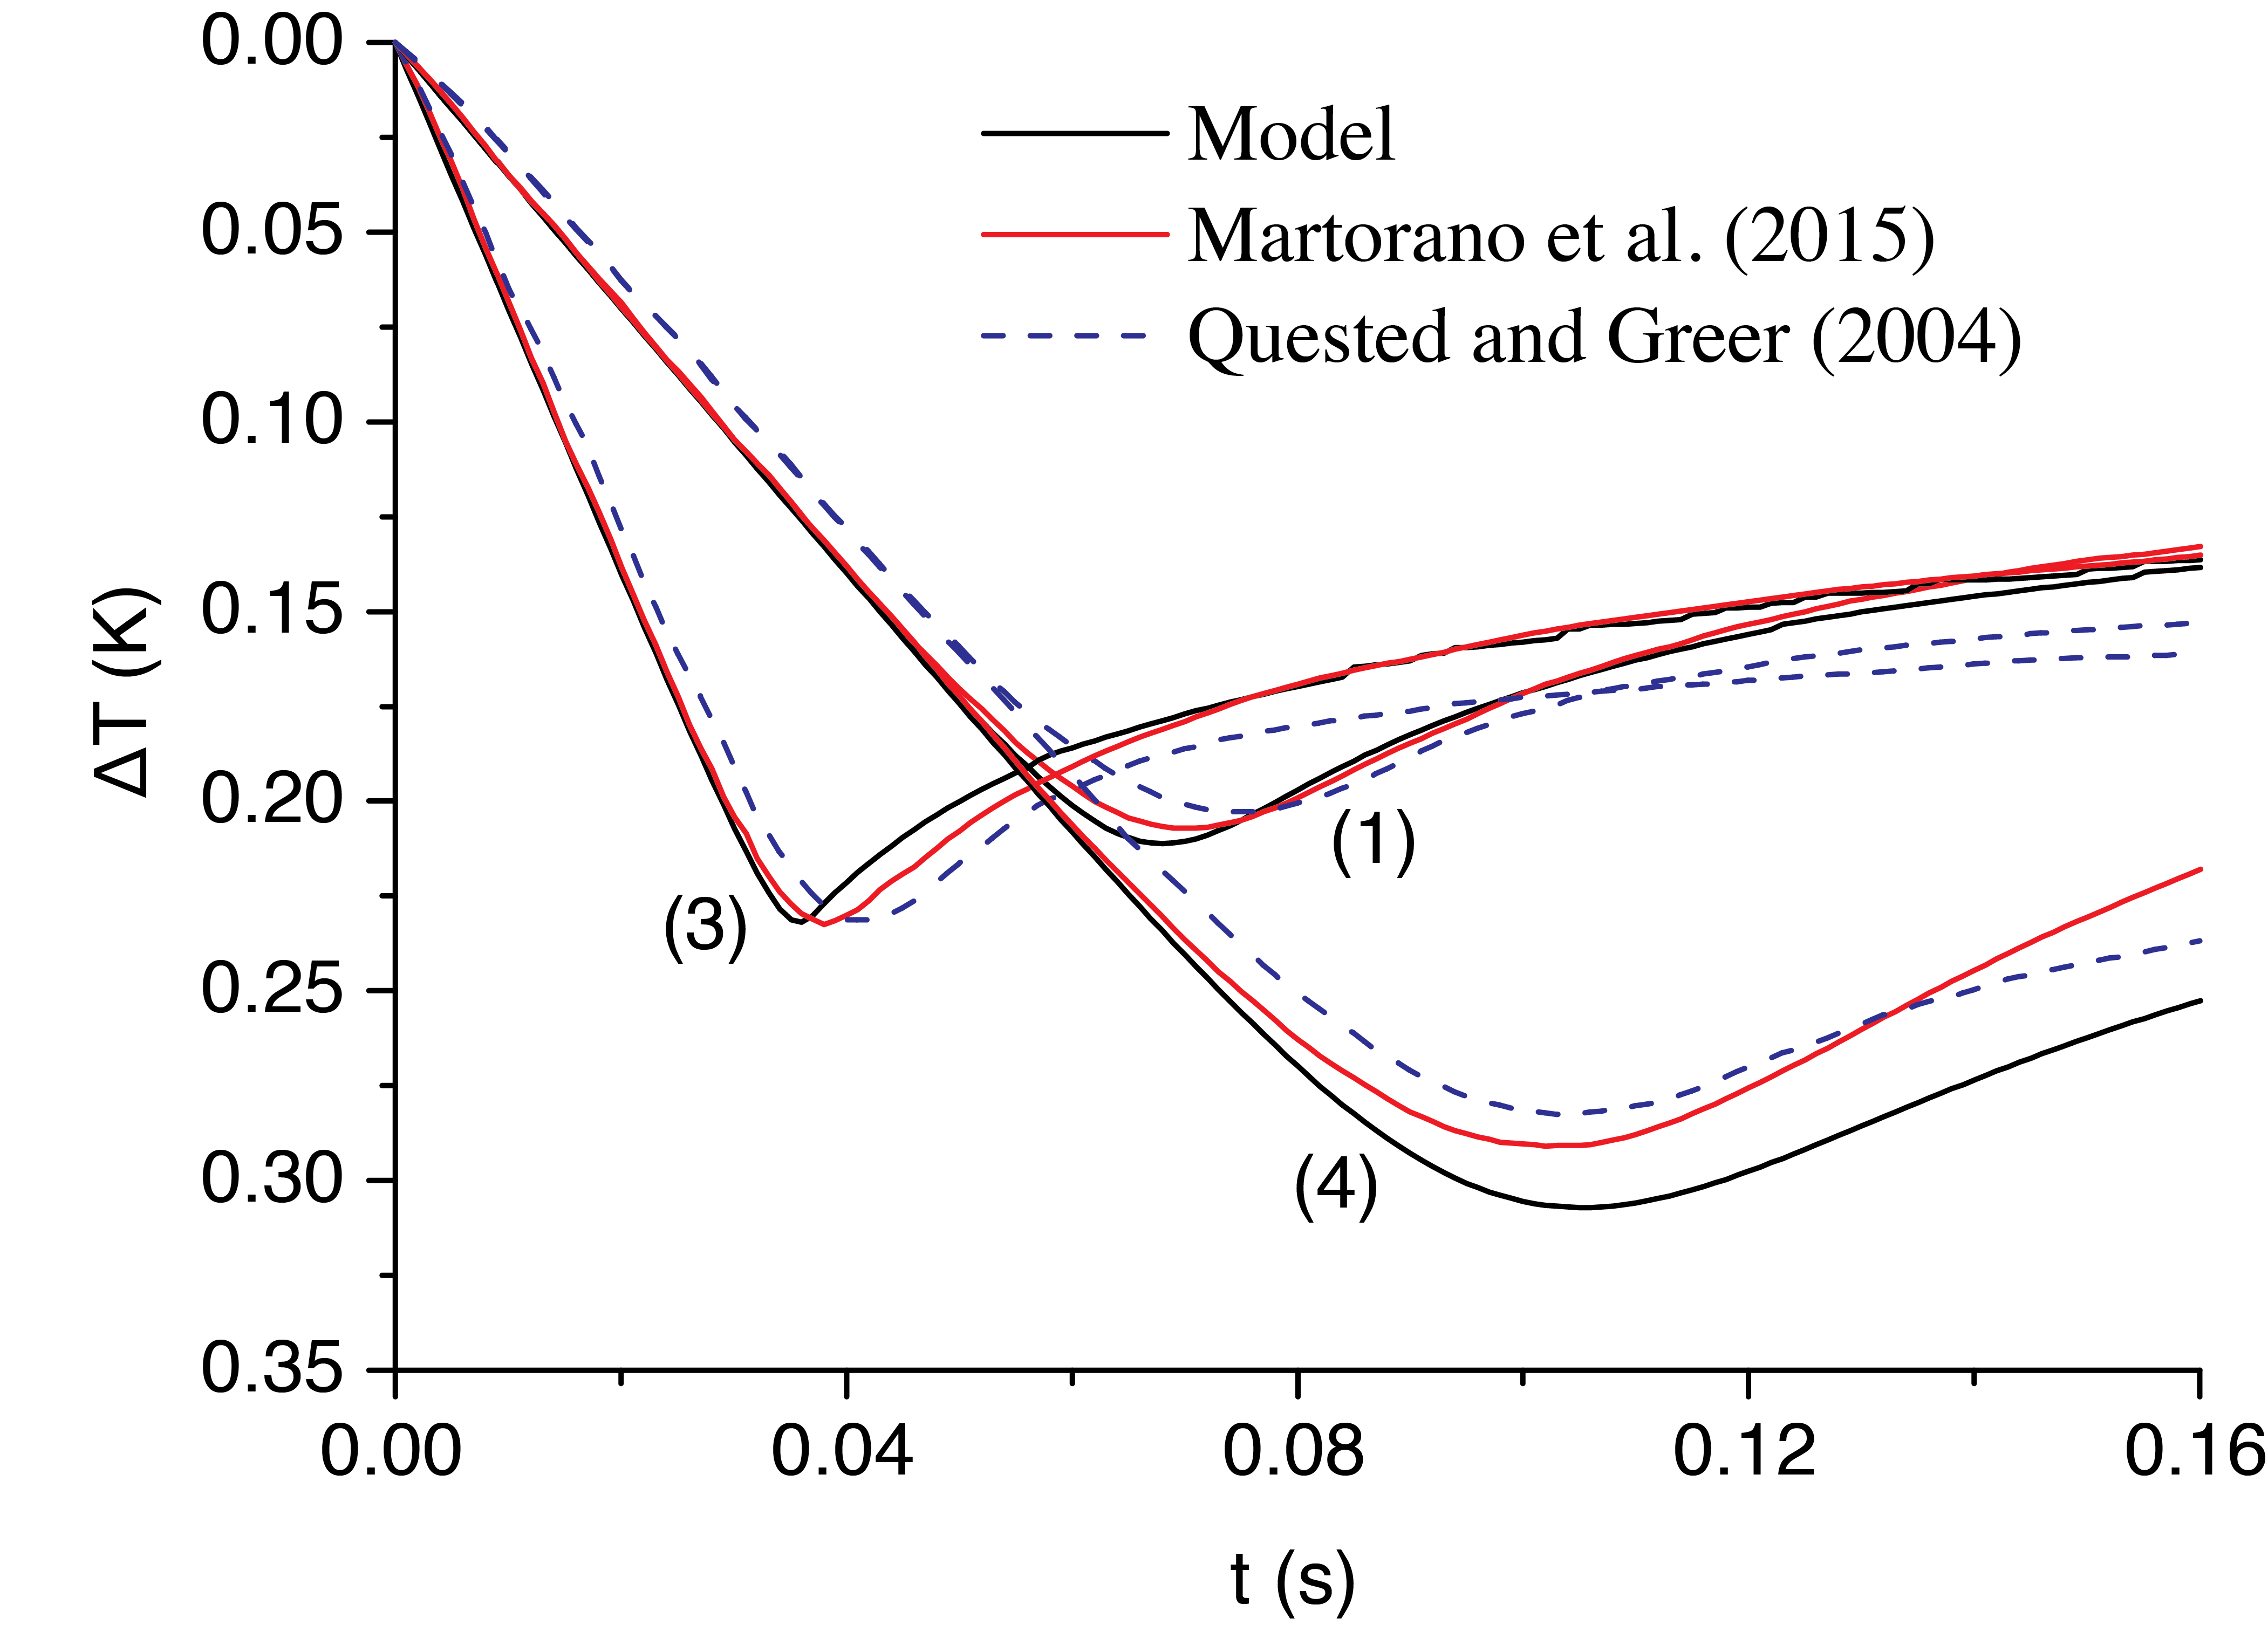 0.00
Model
Martorano et al. (2015)
0.05
Quested and Greer (2004)
0.10
0.15
ΔT (K)
0.20
(1)
(3)
0.25
(4)
0.30
0.35
0.00 0.04 0.08 0.12 0.16
t (s)